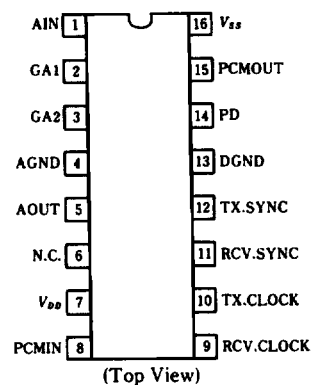 AIN 1 16 Vss
GA1 2 15 PCMOUT
GA2 3 14 PD
AGND 4 13 DGND
AOUT 5 12 TX.SYNC
N.C. 6 11 RCV.SYNC
VDD 7 10 TX.CLOCK
PCMIN 8 9 RCV.CLOCK
(Top View)